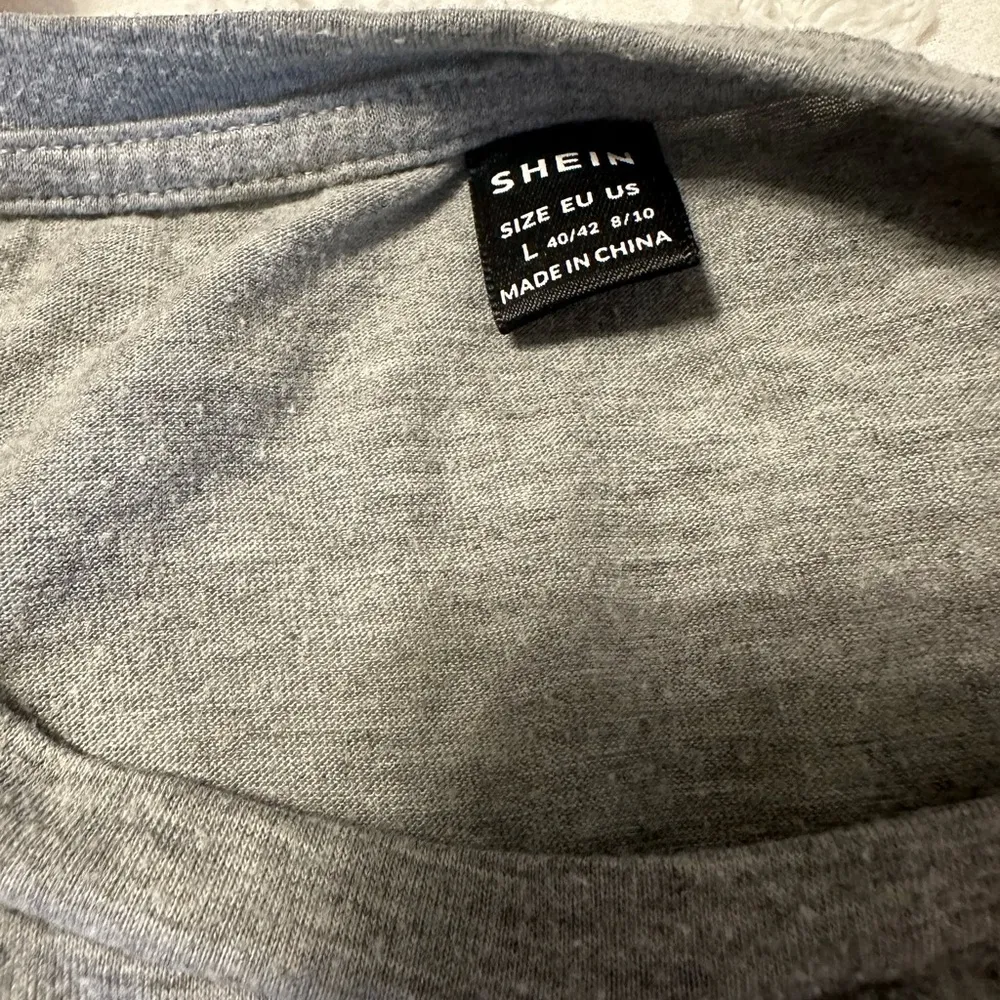 SHEIN
SIZE EU US
L 40/42 8/10
MADE IN CHINA